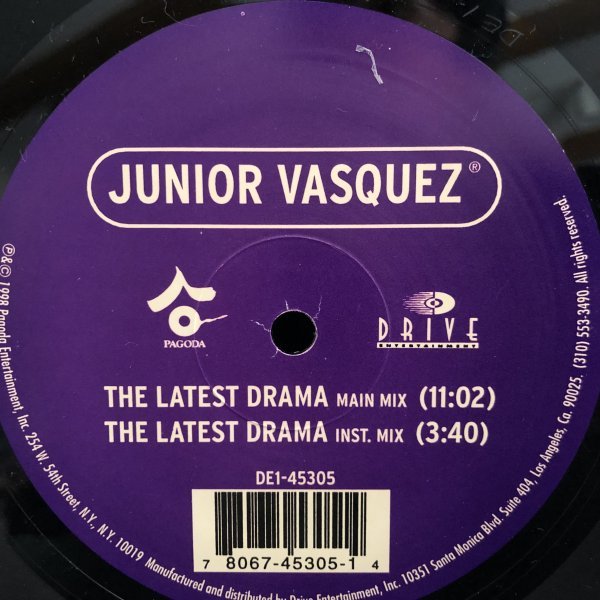 JUNIOR VASQUEZ®
PAGODA
DRIVE
ENTERTAINMENT
THE LATEST DRAMA MAIN MIX (11:02)
THE LATEST DRAMA INST. MIX (3:40)
DE1-45305
7 8067-45305-1 4
℗&© 1998 Pagoda Entertainment, Inc. 254 W. 54th Street, N.Y., N.Y. 10019 Manufactured and distributed by Drive Entertainment, Inc. 10351 Santa Monica Blvd. Suite 404, Los Angeles, Ca. 90025. (310) 553-3490. All rights reserved.